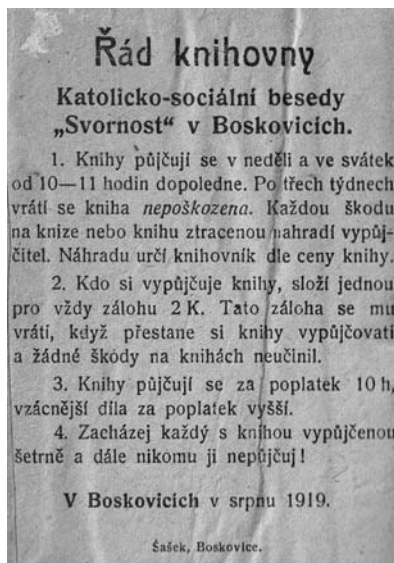 Řád knihovny
Katolicko-sociální besedy
„Svornost“ v Boskovicích.
1. Knihy půjčují se v neděli a ve svátek
od 10—11 hodin dopoledne. Po třech týdnech
vrátí se kniha nepoškozena. Každou škodu
na knize nebo knihu ztracenou nahradí vypůj-
čitel. Náhradu určí knihovník dle ceny knihy.
2. Kdo si vypůjčuje knihy, složí jednou
pro vždy zálohu 2 K. Tato záloha se mu
vrátí, když přestane si knihy vypůjčovati
a žádné škody na knihách neučinil.
3. Knihy půjčují se za poplatek 10 h,
vzácnější díla za poplatek vyšší.
4. Zacházej každý s knihou vypůjčenou
šetrně a dále nikomu ji nepůjčuj!
V Boskovicích v srpnu 1919.
Šašek, Boskovice.